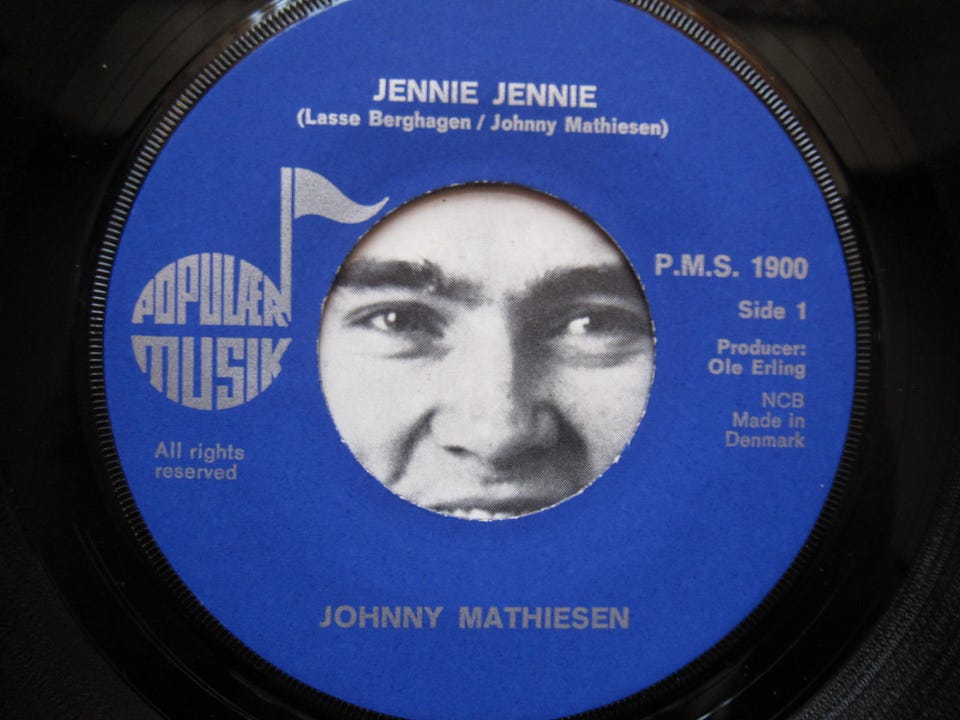 JENNIE JENNIE
(Lasse Berghagen / Johnny Mathiesen)
POPULÆR
MUSIK
P.M.S. 1900
Side 1
Producer:
Ole Erling
NCB
Made in
Denmark
All rights
reserved
JOHNNY MATHIESEN